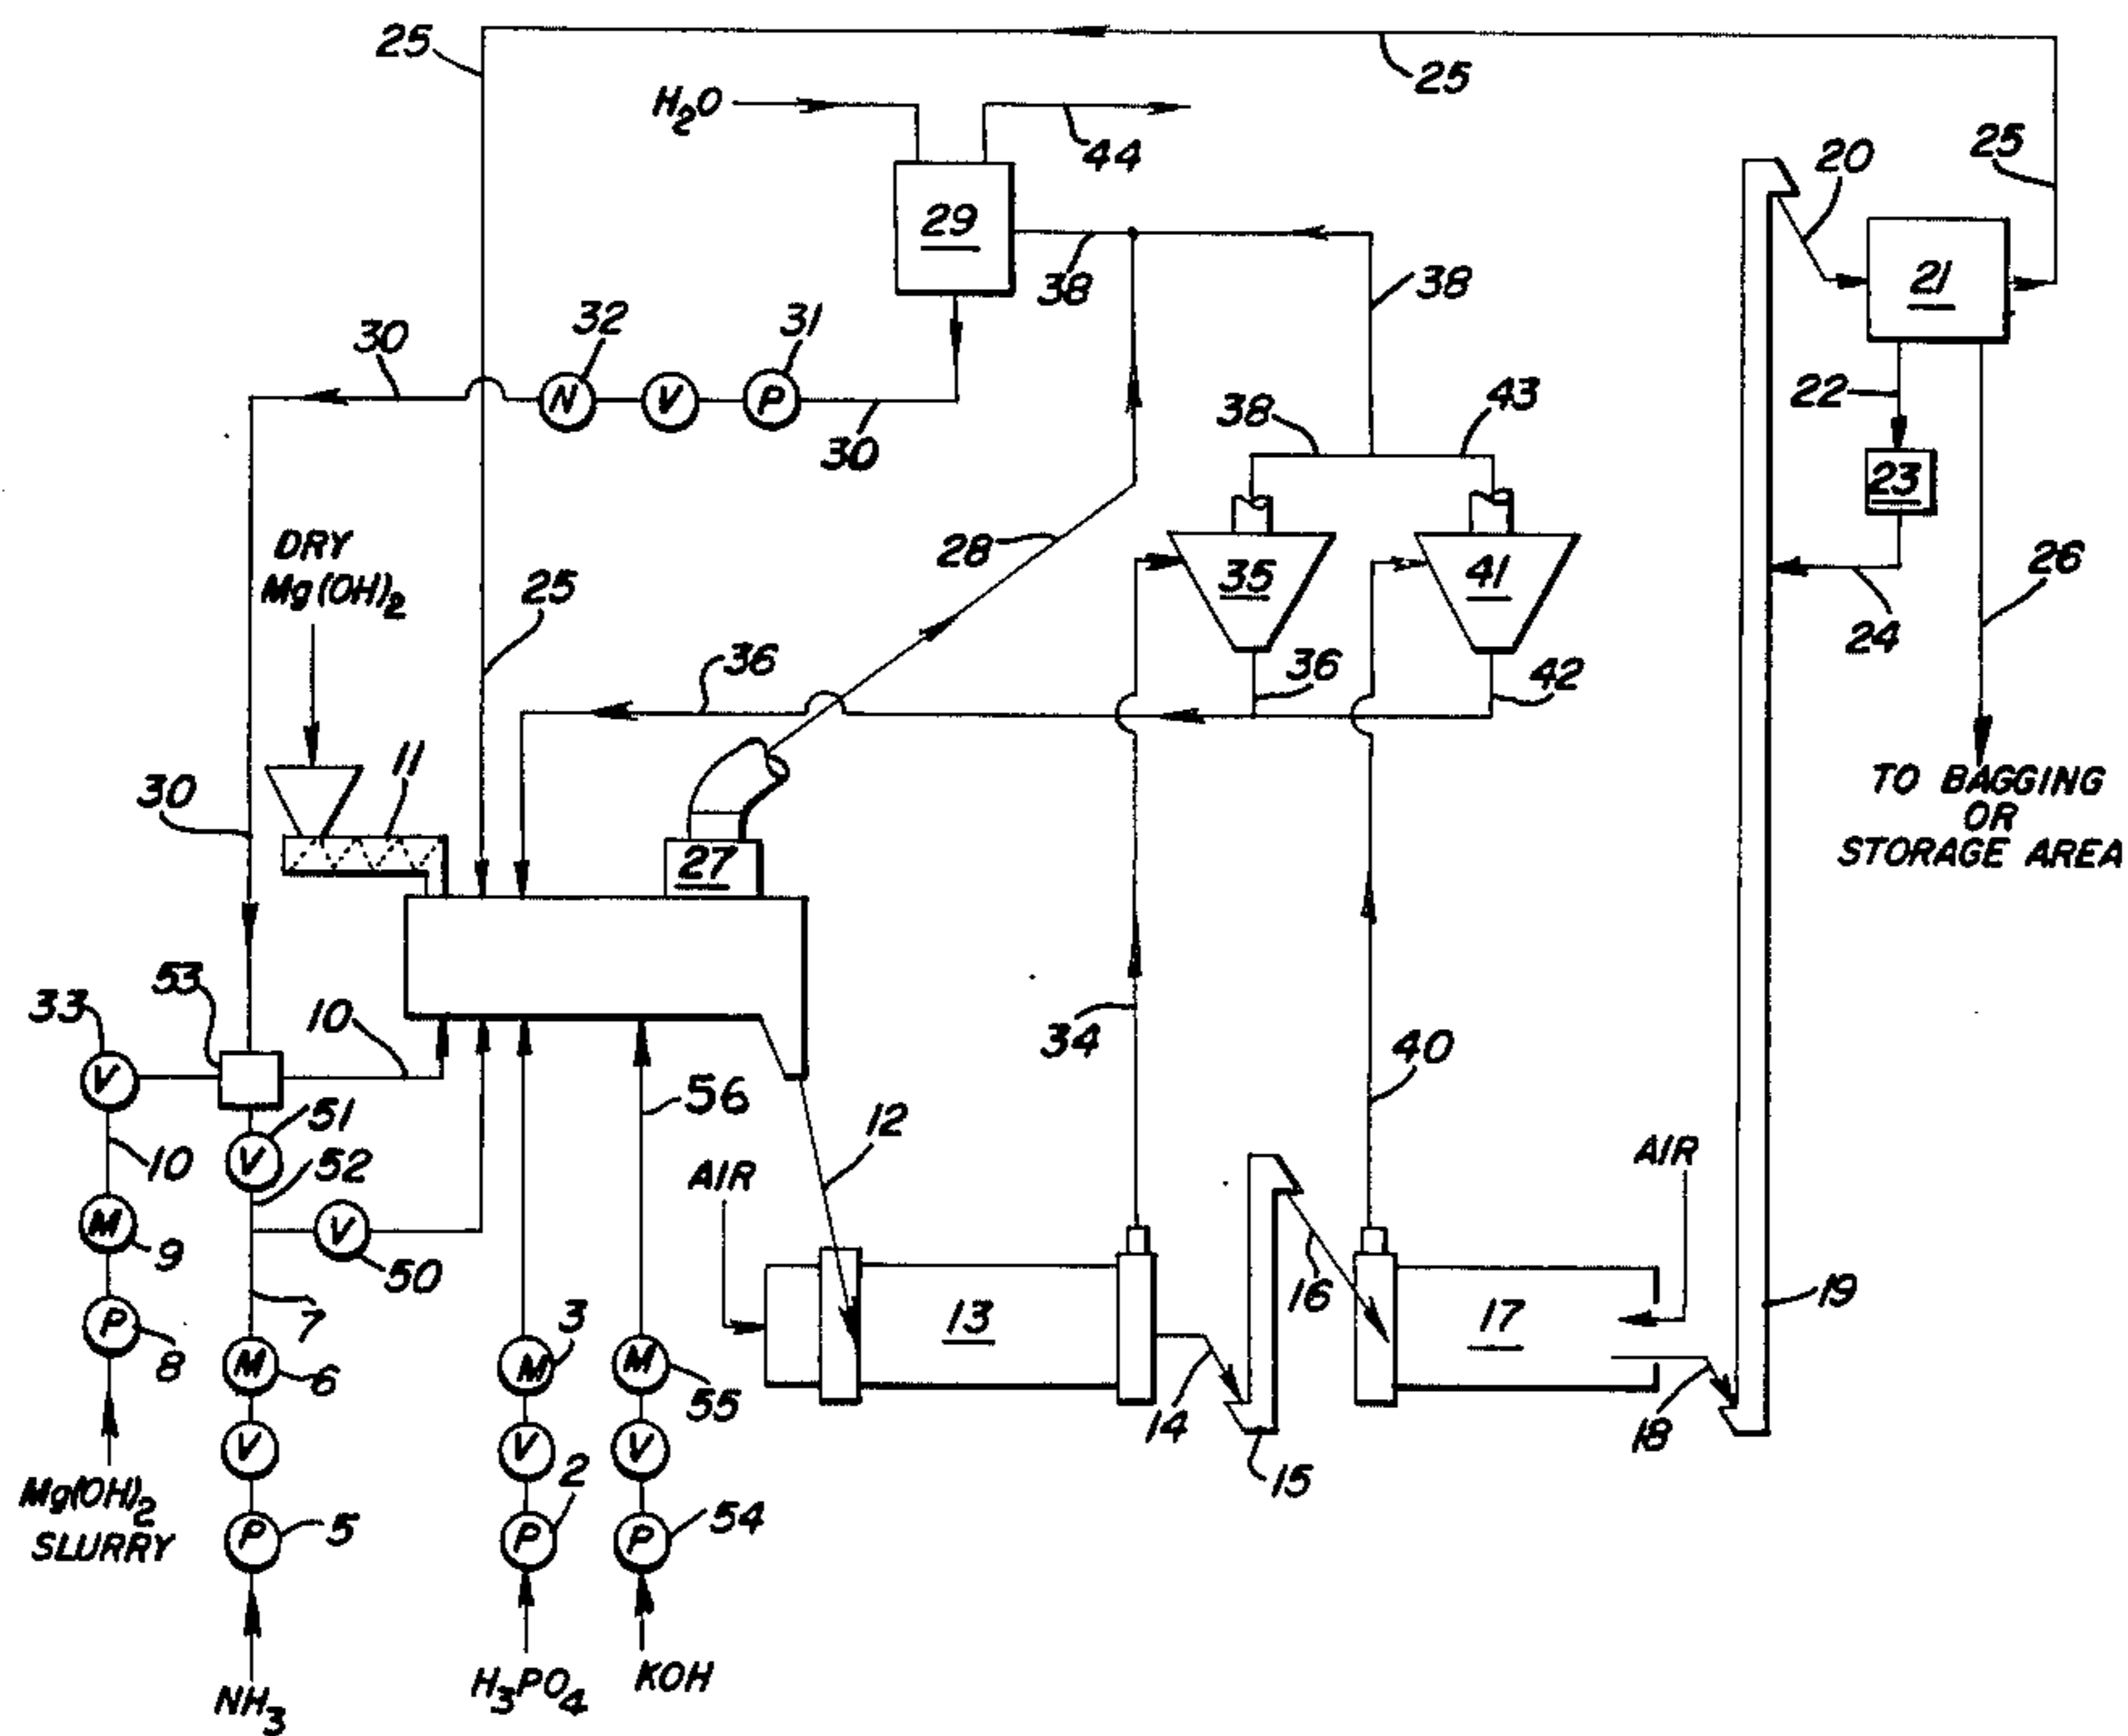 25
25
H2O
44
20
25
29
38
38
21
30
32
31
N
V
P
30
38
43
22
23
DRY
Mg(OH)2
25
28
35
41
26
24
36
36
42
11
30
27
TO BAGGING
OR
STORAGE AREA
53
33
10
34
40
V
51
56
12
10
V
52
AIR
AIR
M
9
V
50
16
19
13
17
P
8
7
3
M
6
M
M
55
14
18
V
V
2
V
15
Mg(OH)2
SLURRY
P
5
P
P
54
NH3
H3PO4
KOH